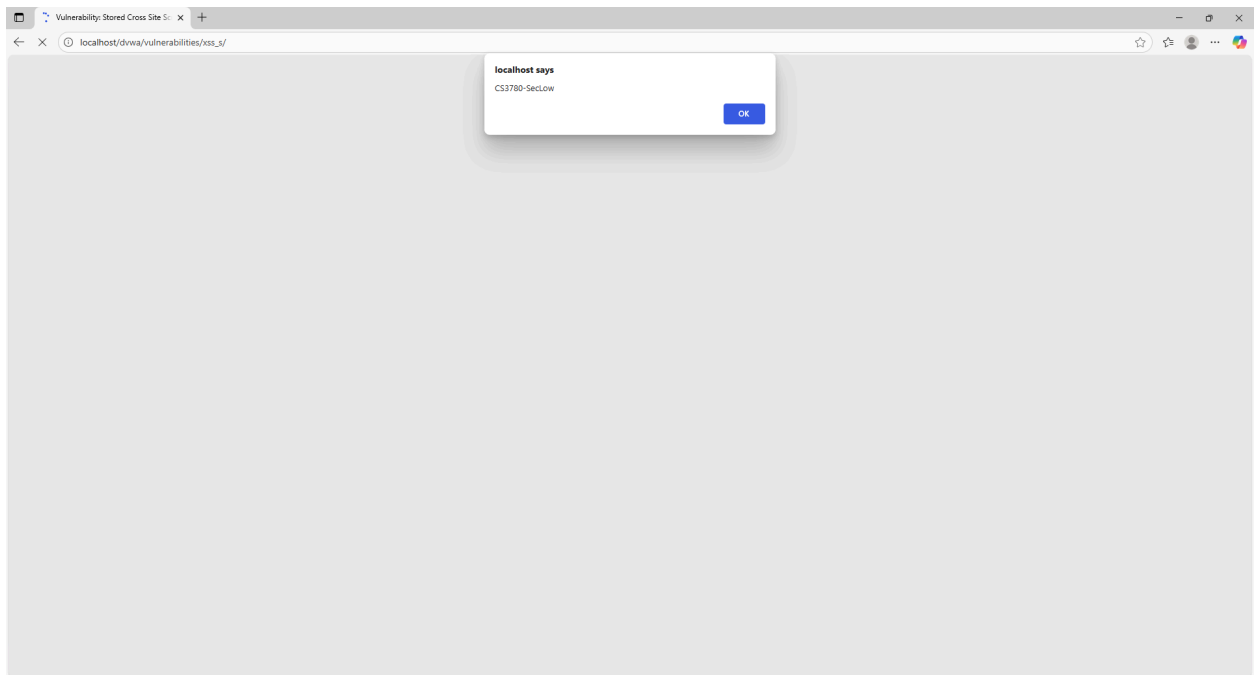 Vulnerability: Stored Cross Site Sc
localhost/dvwa/vulnerabilities/xss_s/
localhost says
CS3780-SecLow
OK